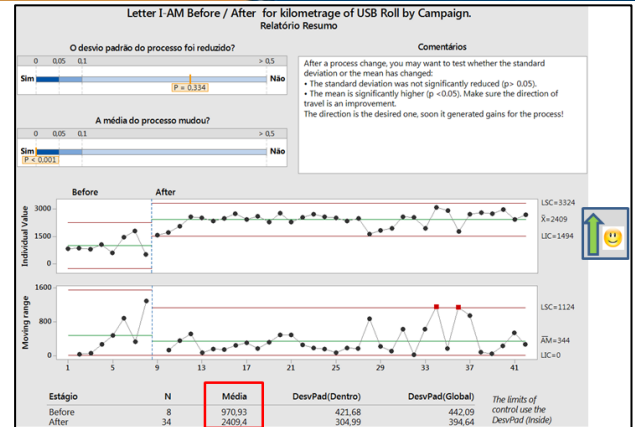 Letter I-AM Before / After for kilometrage of USB Roll by Campaign.
Relatório Resumo
O desvio padrão do processo foi reduzido?
0 0,05 0,1 > 0,5
Sim Não
P = 0,334
A média do processo mudou?
0 0,05 0,1 > 0,5
Sim Não
P < 0,001
Comentários
After a process change, you may want to test whether the standard
deviation or the mean has changed:
• The standard deviation was not significantly reduced (p> 0.05).
• The mean is significantly higher (p <0.05). Make sure the direction of
travel is an improvement.
The direction is the desired one, soon it generated gains for the process!
Before After
Individual Value
3000
1500
0
LSC=3324
X̄=2409
LIC=1494
Moving range
1600
800
0
LSC=1124
A̅M̅=344
LIC=0
1 5 9 13 17 21 25 29 33 37 41
Estágio N Média DesvPad(Dentro) DesvPad(Global)
Before 8 970,93 421,68 442,09
After 34 2409,4 304,99 394,64
The limits of
control use the
DesvPad (Inside)